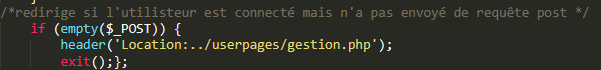 /*redirige si l'utilisteur est connecté mais n'a pas envoyé de requête post */
if (empty($_POST)) {
header('Location:../userpages/gestion.php');
exit();};